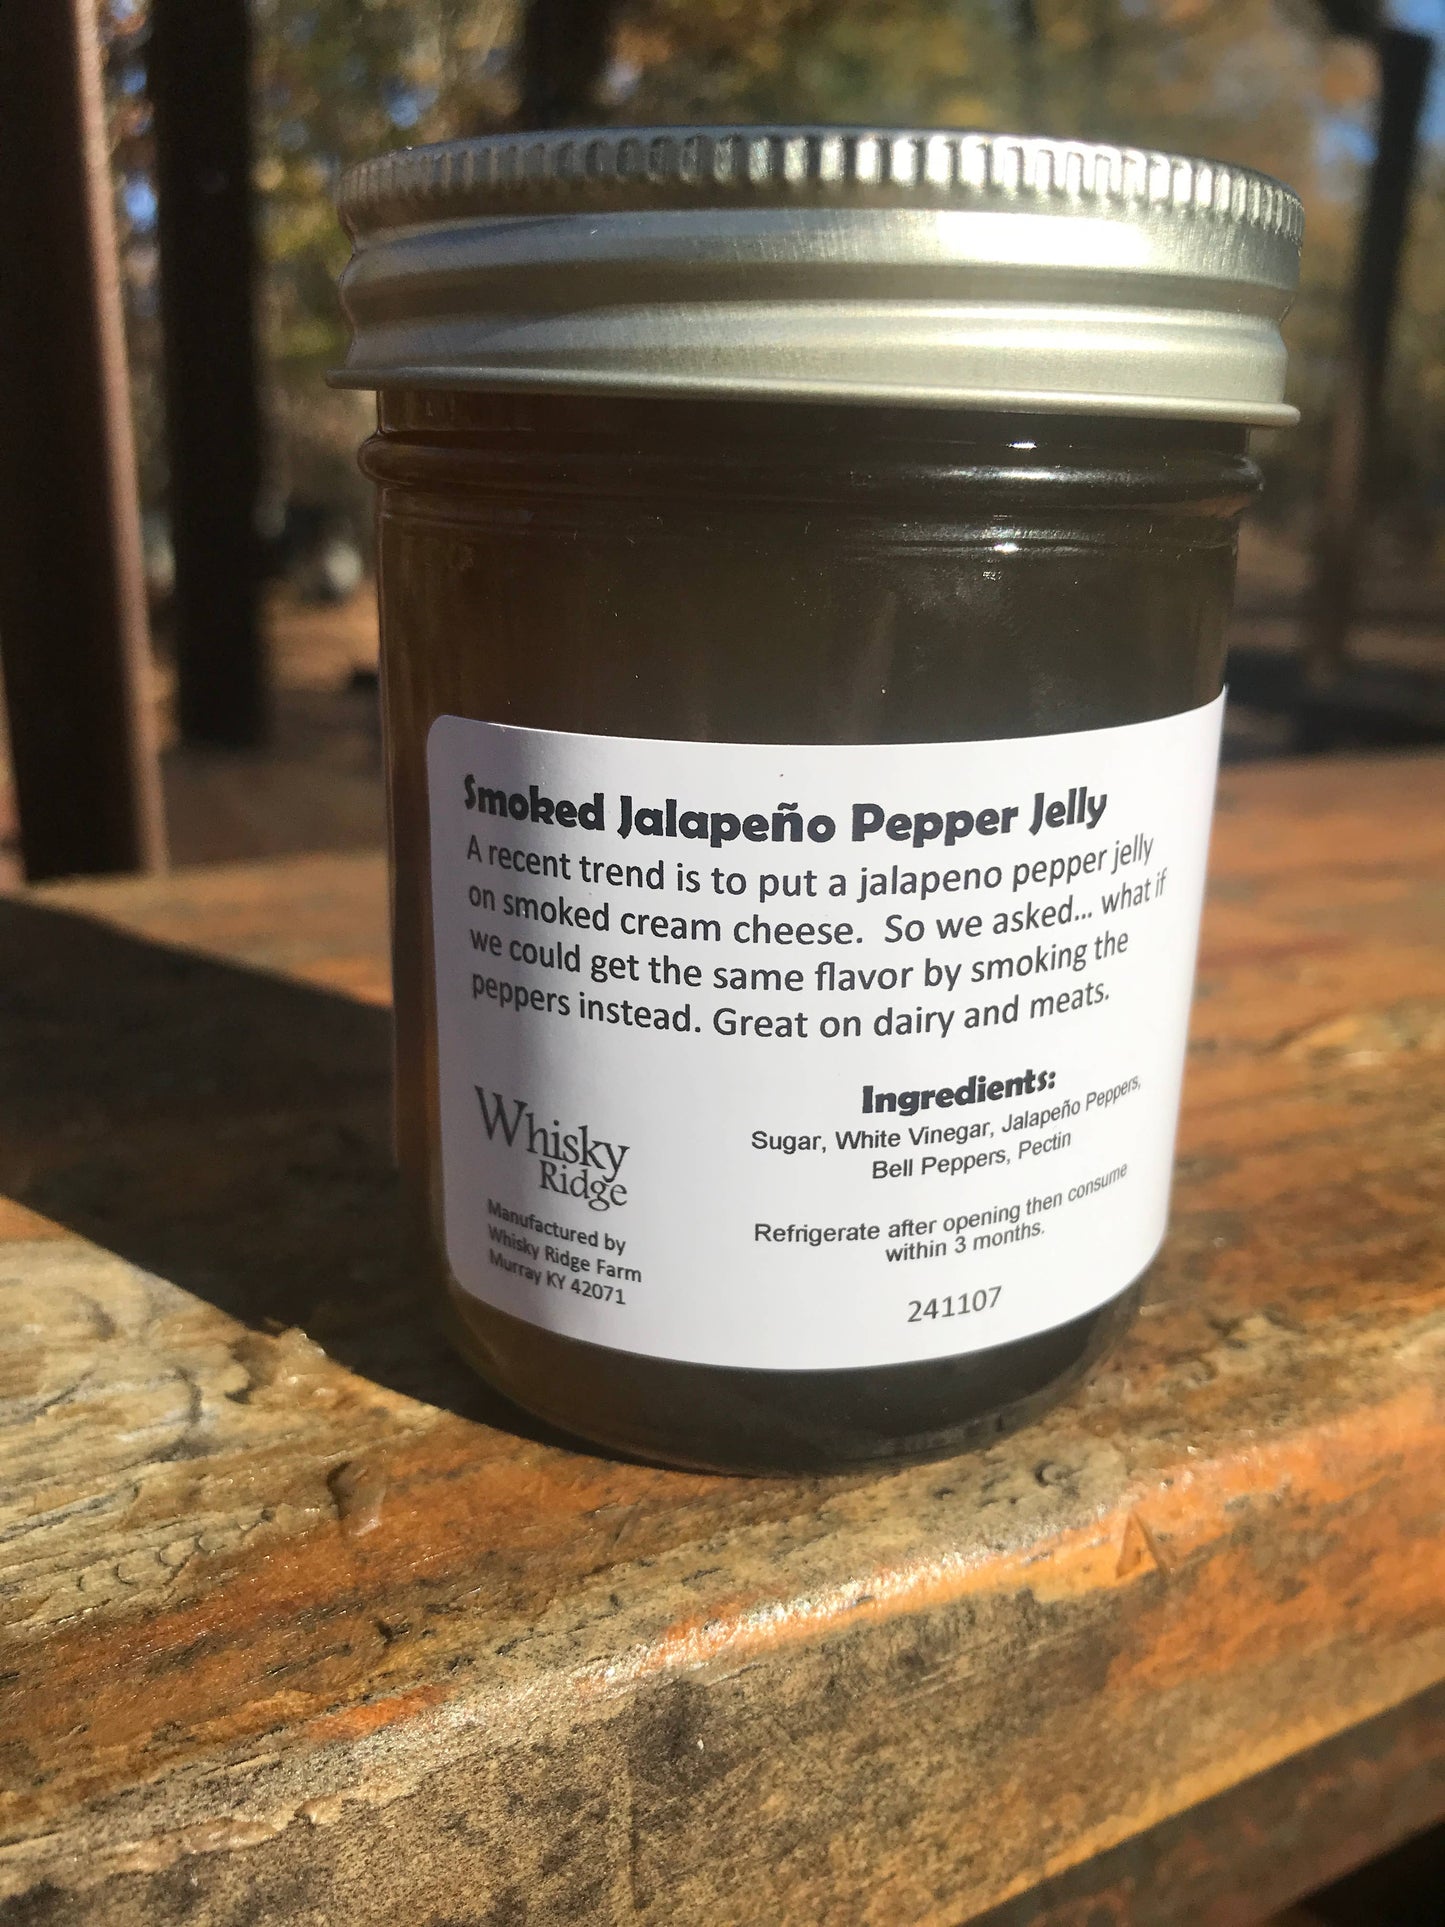 Smoked Jalapeño Pepper Jelly
A recent trend is to put a jalapeno pepper jelly
on smoked cream cheese.  So we asked... what if
we could get the same flavor by smoking the
peppers instead. Great on dairy and meats.
Whisky
Ridge
Manufactured by
Whisky Ridge Farm
Murray KY 42071
Ingredients:
Sugar, White Vinegar, Jalapeño Peppers,
Bell Peppers, Pectin
Refrigerate after opening then consume
within 3 months.
241107